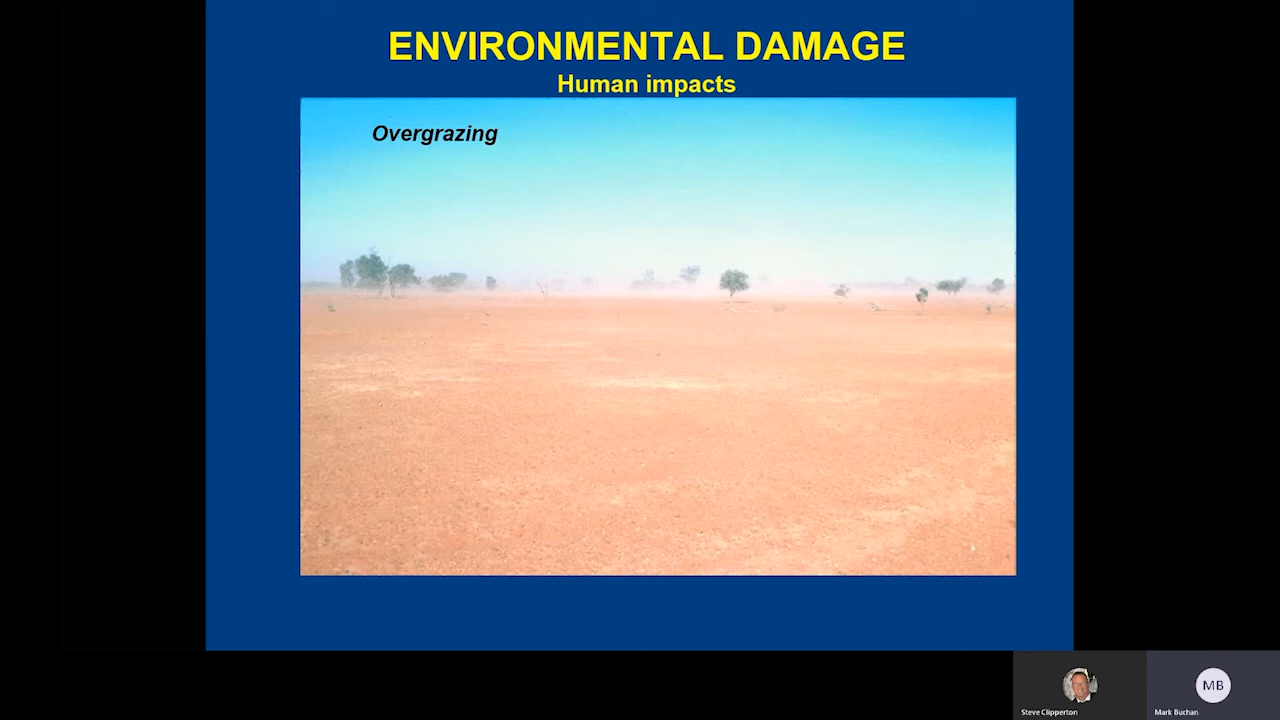 ENVIRONMENTAL DAMAGE
Human impacts
Overgrazing
MB
Steve Clipperton
Mark Buchan